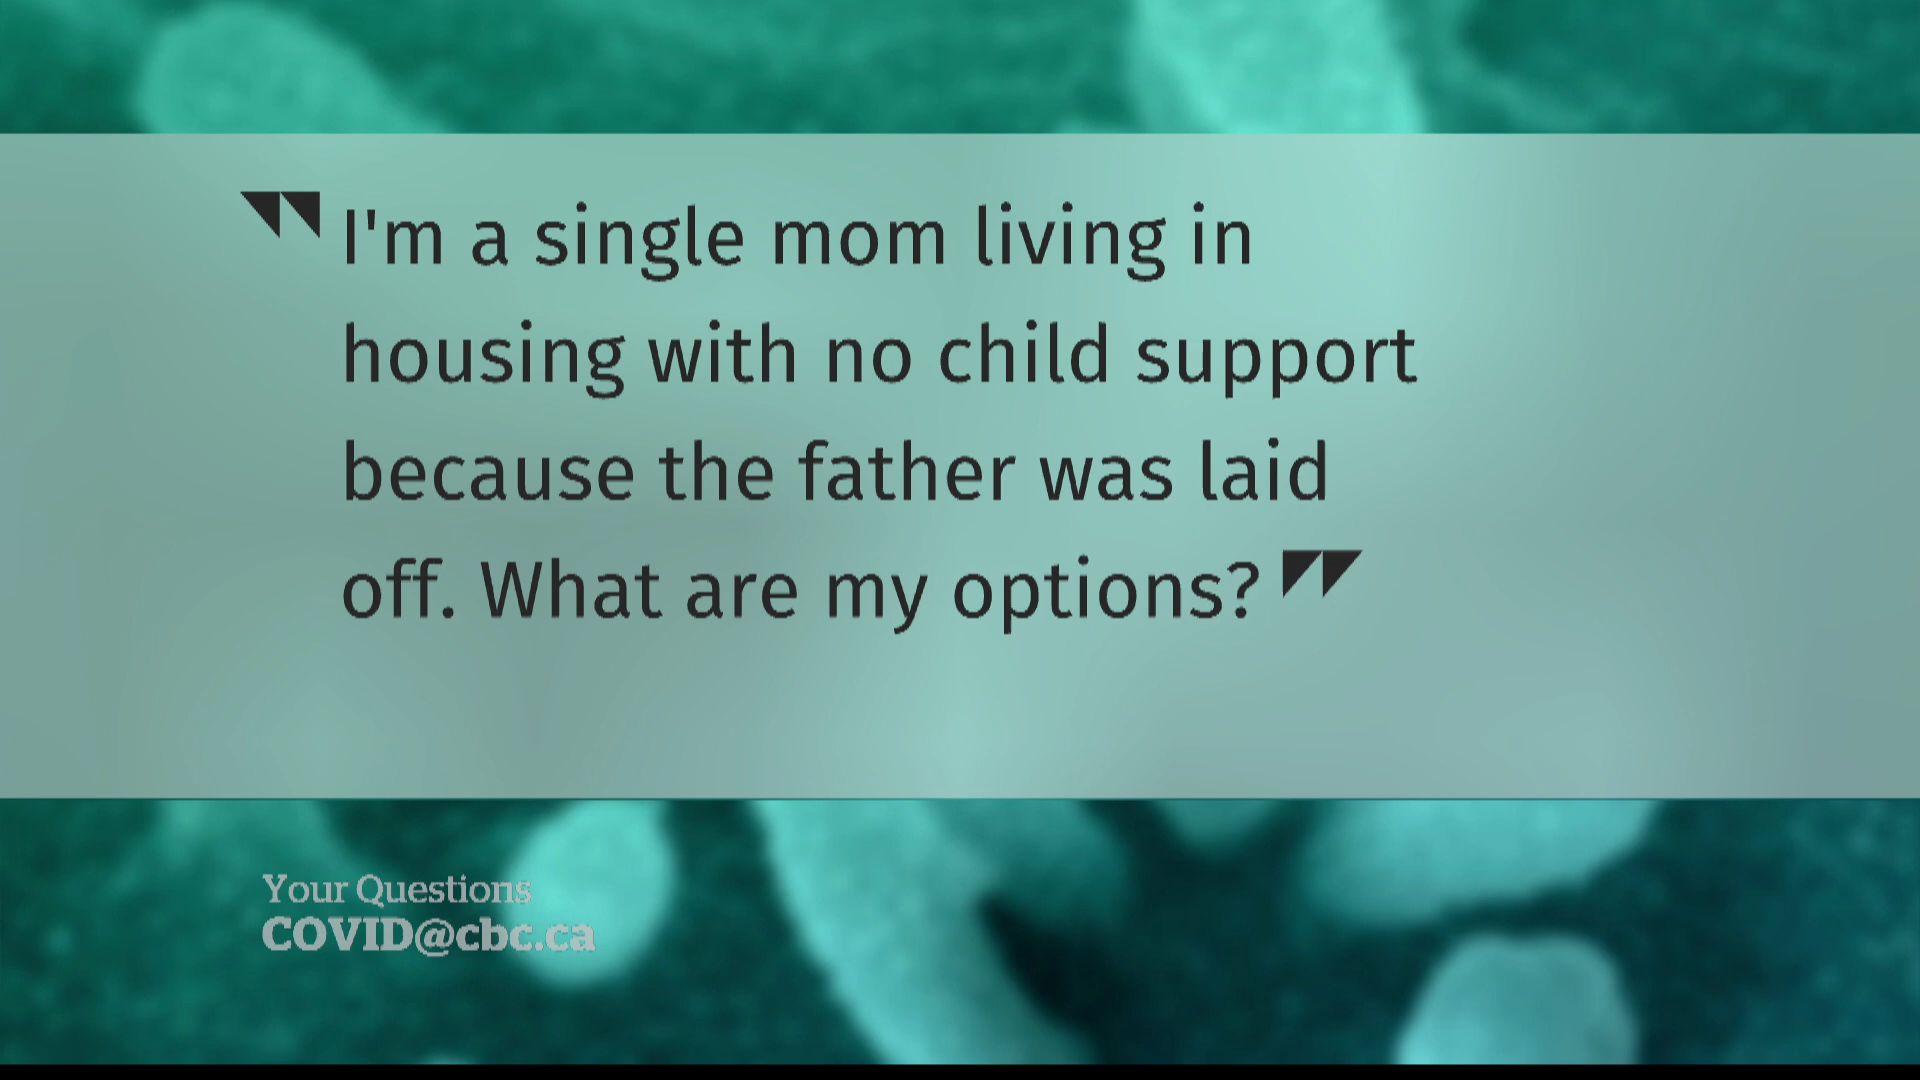 "I'm a single mom living in
housing with no child support
because the father was laid
off. What are my options?"
Your Questions
COVID@cbc.ca